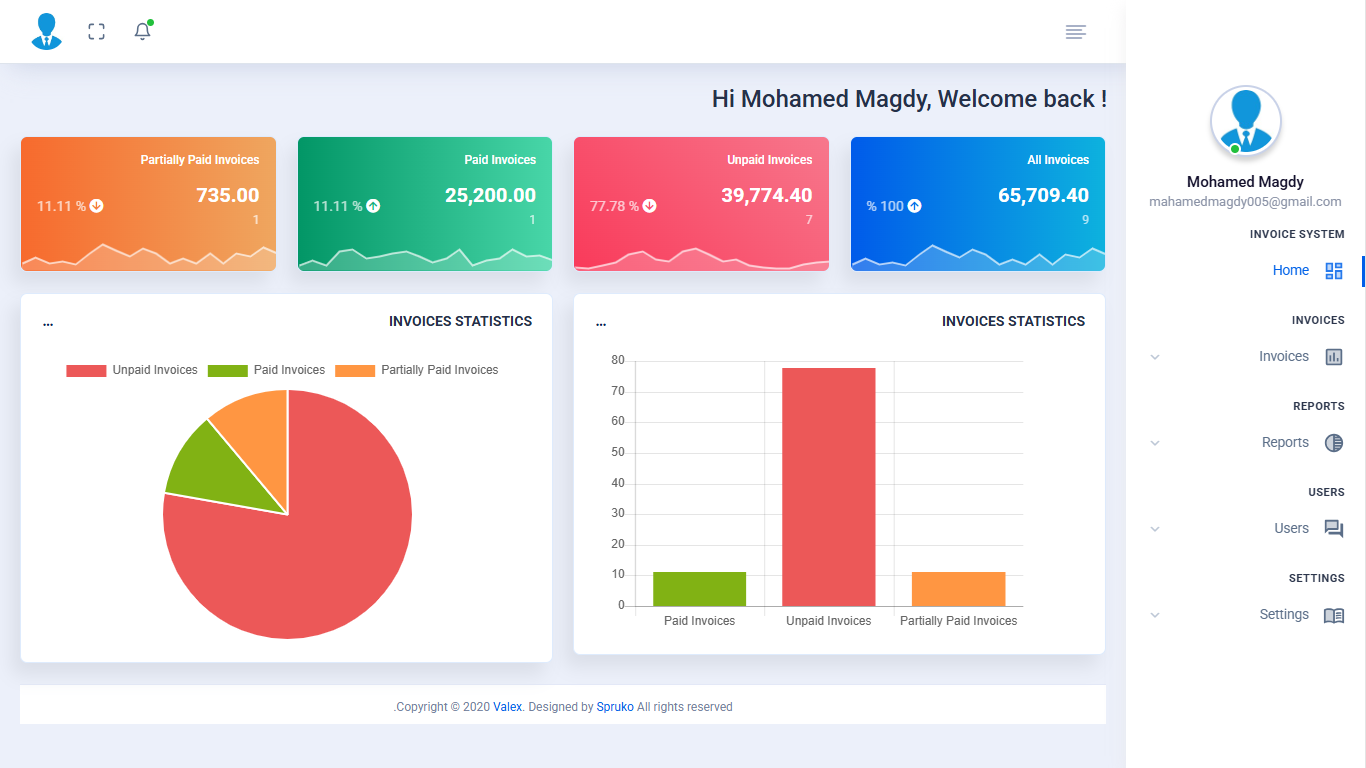 Hi Mohamed Magdy, Welcome back !
Partially Paid Invoices
735.00
11.11 %
1
Paid Invoices
25,200.00
11.11 %
1
Unpaid Invoices
39,774.40
77.78 %
7
All Invoices
65,709.40
% 100
9
...
INVOICES STATISTICS
Unpaid Invoices
Paid Invoices
Partially Paid Invoices
...
INVOICES STATISTICS
80
70
60
50
40
30
20
10
0
Paid Invoices
Unpaid Invoices
Partially Paid Invoices
.Copyright © 2020 Valex. Designed by Spruko All rights reserved
Mohamed Magdy
mahamedmagdy005@gmail.com
INVOICE SYSTEM
Home
INVOICES
Invoices
REPORTS
Reports
USERS
Users
SETTINGS
Settings